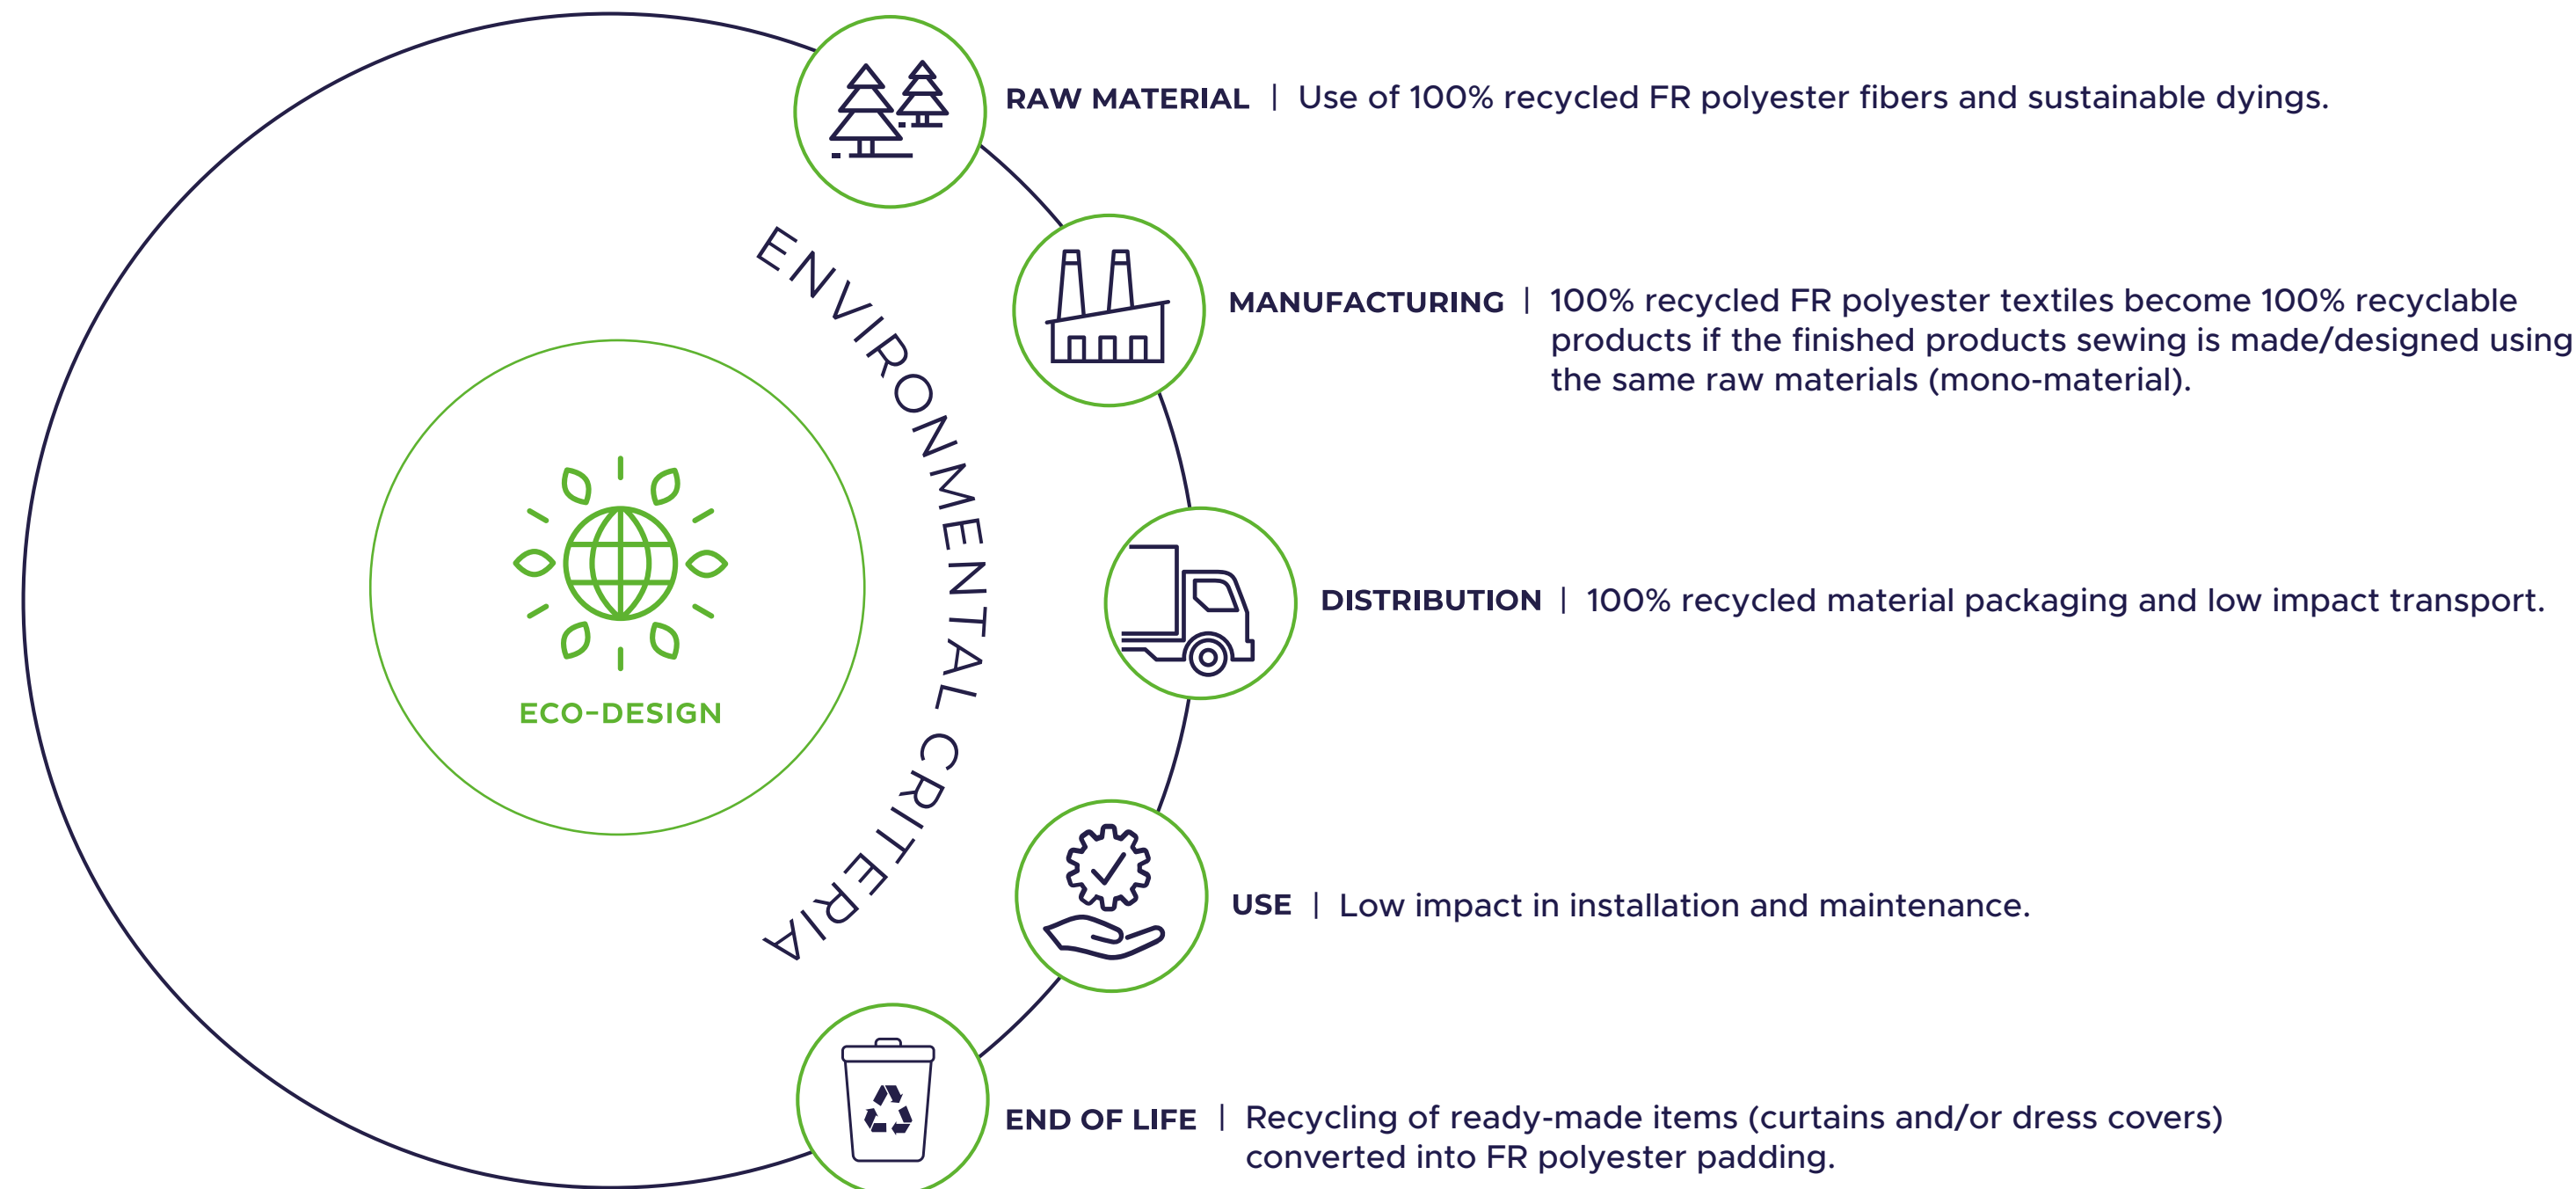 RAW MATERIAL | Use of 100% recycled FR polyester fibers and sustainable dyings.
MANUFACTURING | 100% recycled FR polyester textiles become 100% recyclable
products if the finished products sewing is made/designed using
the same raw materials (mono-material).
ENVIRONMENTAL CRITERIA
ECO-DESIGN
DISTRIBUTION | 100% recycled material packaging and low impact transport.
USE | Low impact in installation and maintenance.
END OF LIFE | Recycling of ready-made items (curtains and/or dress covers)
converted into FR polyester padding.